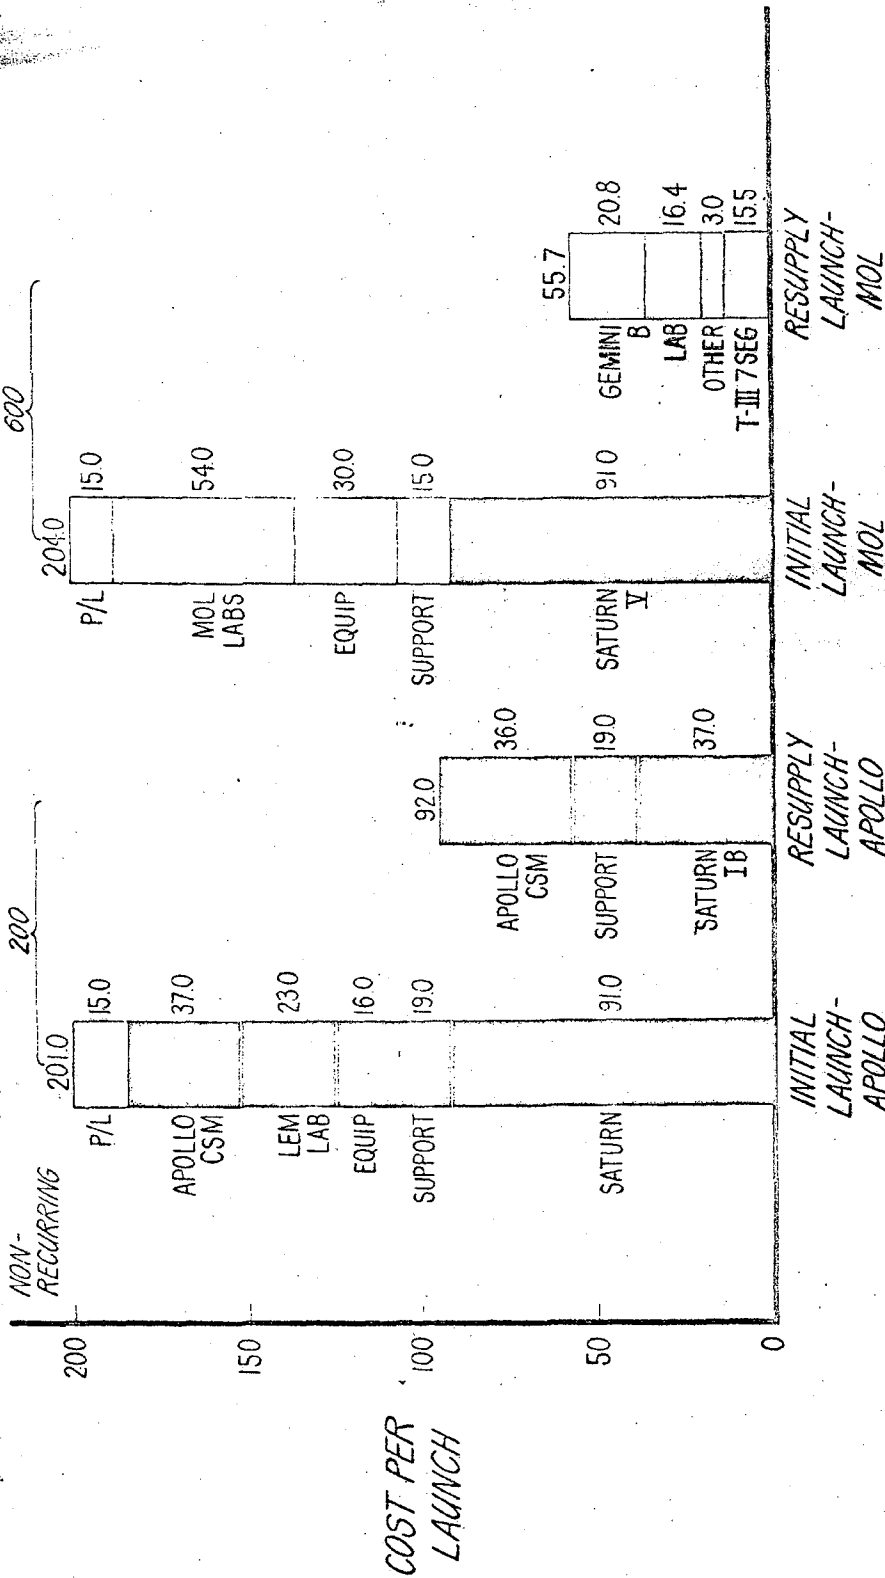 NON-
RECURRING
200
600
COST PER
LAUNCH
200
150
100
50
0
201.0
P/L
15.0
APOLLO
CSM
37.0
LEM
LAB
23.0
EQUIP
16.0
SUPPORT
19.0
SATURN
91.0
INITIAL
LAUNCH-
APOLLO
92.0
APOLLO
CSM
36.0
SUPPORT
19.0
SATURN
IB
37.0
RESUPPLY
LAUNCH-
APOLLO
204.0
P/L
15.0
MOL
LABS
54.0
EQUIP
30.0
SUPPORT
15.0
SATURN
V
91.0
INITIAL
LAUNCH-
MOL
55.7
GEMINI
B
20.8
LAB
16.4
OTHER
3.0
T-III 7SEG
15.5
RESUPPLY
LAUNCH-
MOL